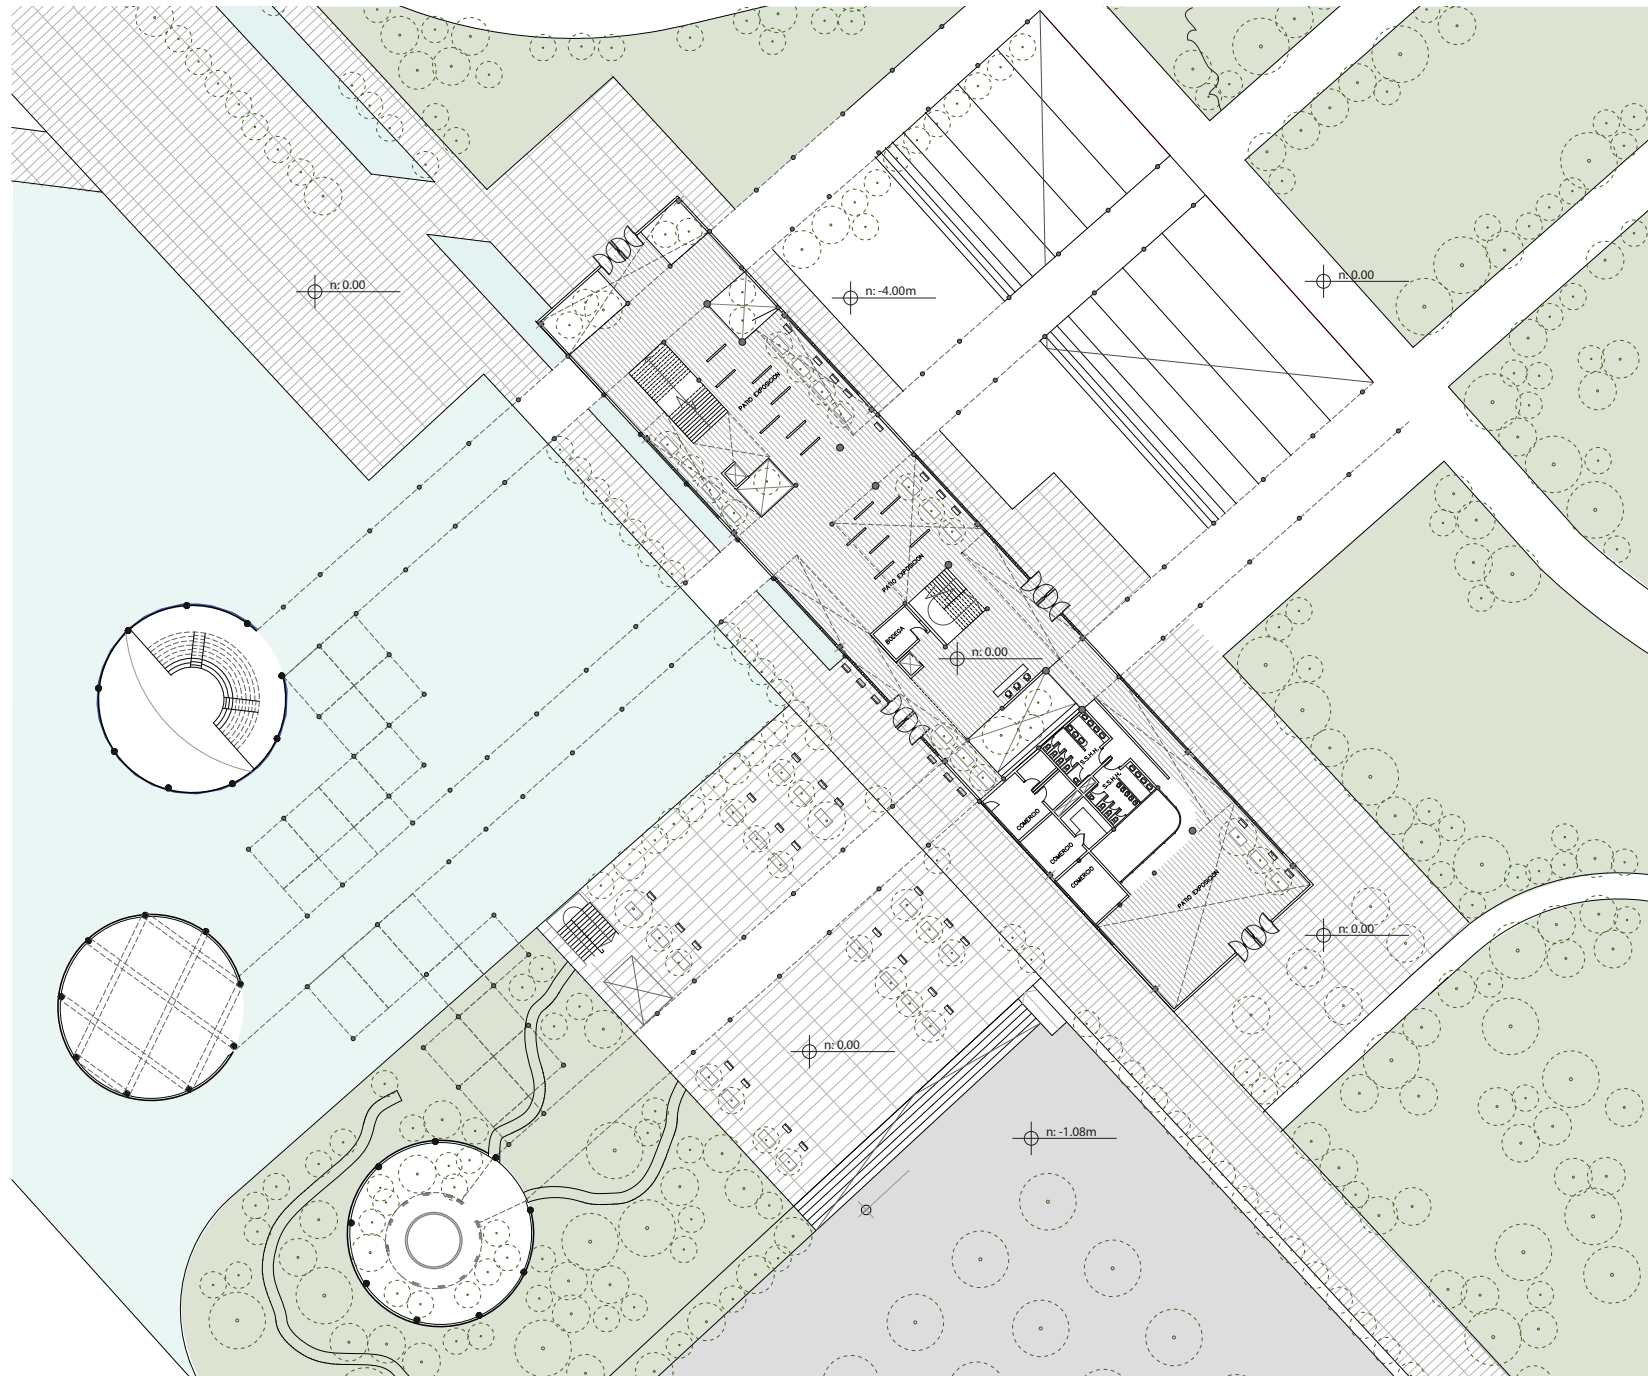 n: 0.00
n: -4.00m
n: 0.00
PATIO EXPOSICION
PATIO EXPOSICION
BODEGA
n: 0.00
S.S.H.H.
S.S.H.H.
COMERCIO
COMERCIO
COMERCIO
PATIO EXPOSICION
n: 0.00
n: 0.00
n: -1.08m